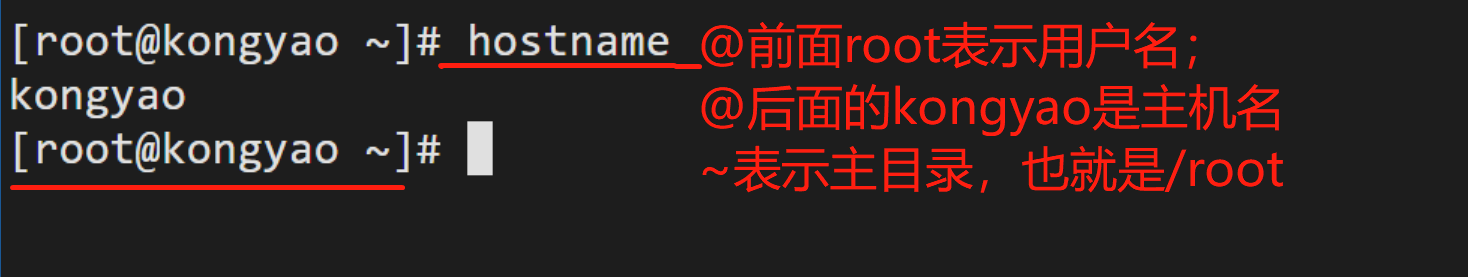 [root@kongyao ~]# hostname @前面root表示用户名；
kongyao @后面的kongyao是主机名
[root@kongyao ~]# ~表示主目录，也就是/root